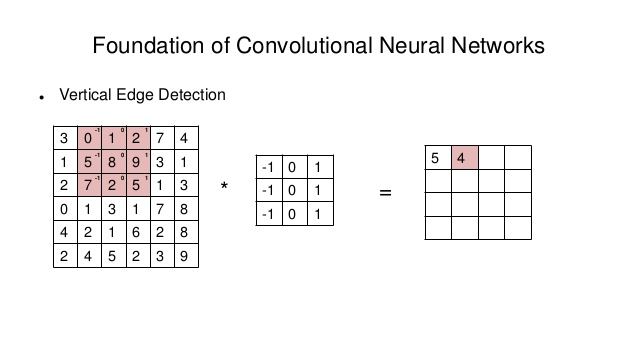 Foundation of Convolutional Neural Networks
• Vertical Edge Detection
3 0 -1 1 0 2 1 7 4
1 5 -1 8 0 9 1 3 1
2 7 -1 2 0 5 1 1 3
0 1 3 1 7 8
4 2 1 6 2 8
2 4 5 2 3 9
*
-1 0 1
-1 0 1
-1 0 1
=
5 4